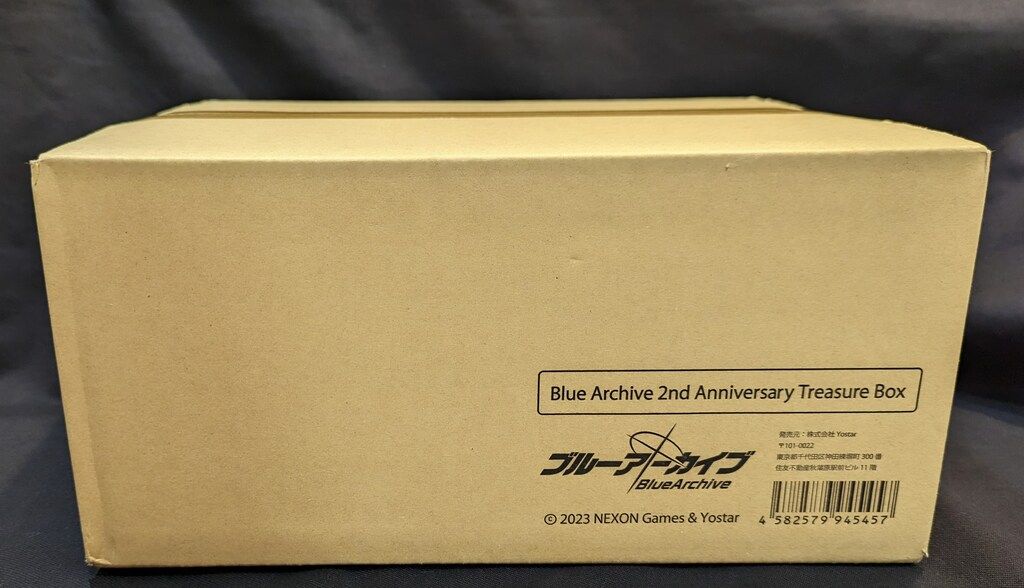 Blue Archive 2nd Anniversary Treasure Box
ブルーアーカイブ
BlueArchive
© 2023 NEXON Games & Yostar
発売元：株式会社 Yostar
〒101-0022
東京都千代田区神田練塀町 300 番
住友不動産秋葉原駅前ビル 11 階
4 582579 945457